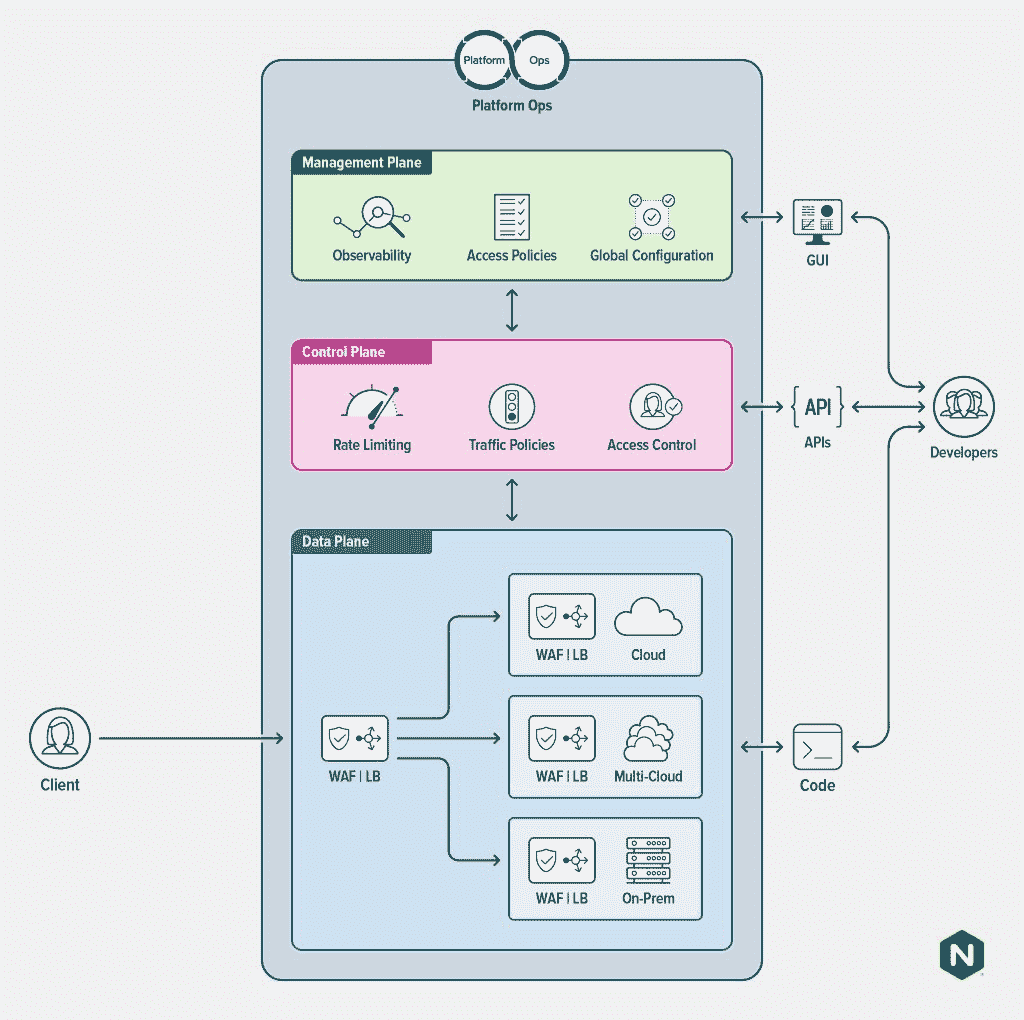 Platform
Ops
Platform Ops
Management Plane
Observability
Access Policies
Global Configuration
GUI
Control Plane
Rate Limiting
Traffic Policies
Access Control
API
APIs
Developers
Data Plane
WAF | LB
Cloud
Client
WAF | LB
WAF | LB
Multi-Cloud
Code
WAF | LB
On-Prem
N